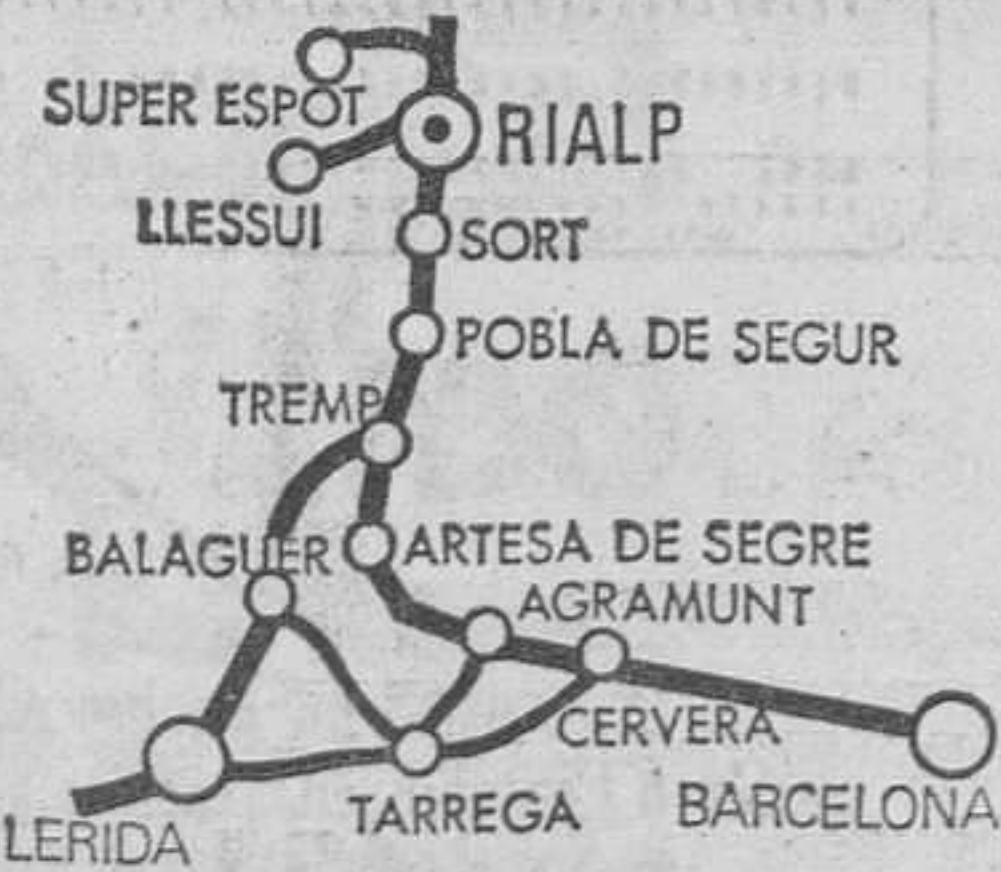 SUPER ESPOT
RIALP
LLESSUI
SORT
POBLA DE SEGUR
TREMP
BALAGUER
ARTESA DE SEGRE
AGRAMUNT
CERVERA
BARCELONA
TARREGA
LERIDA